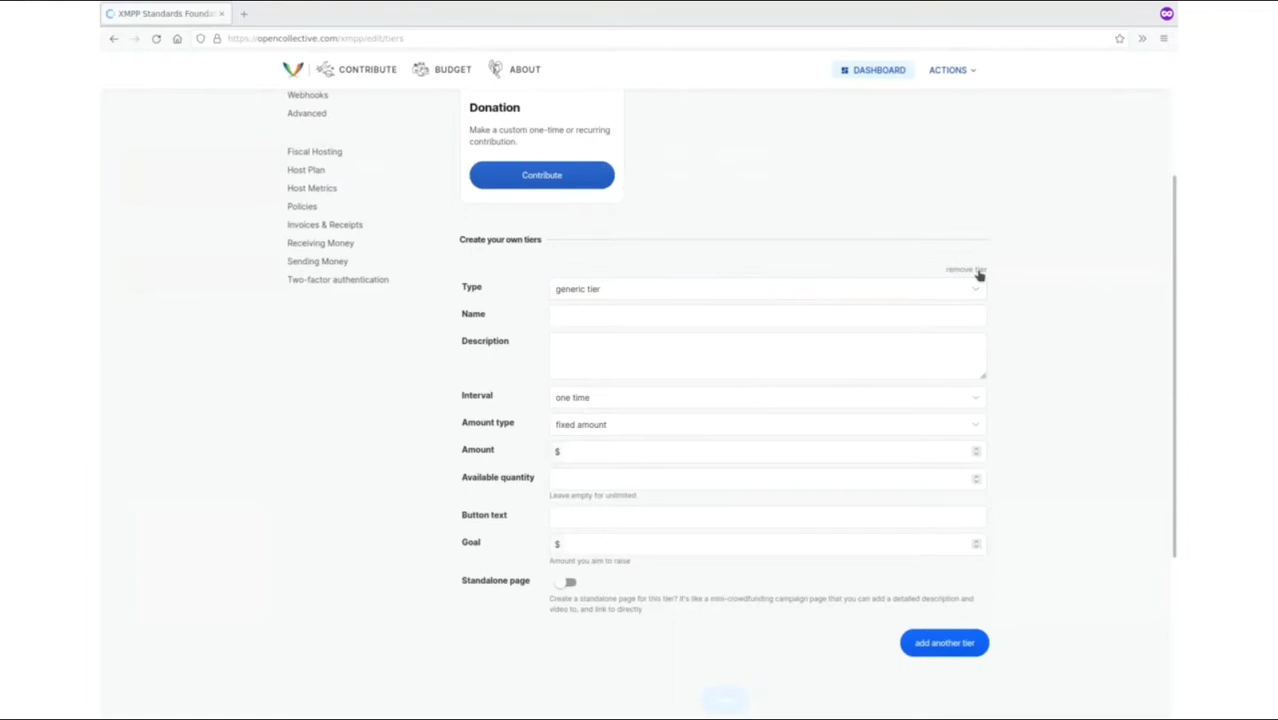 XMPP Standards Founda
https://opencollective.com/xmpp/edit/tiers
CONTRIBUTE BUDGET ABOUT DASHBOARD ACTIONS
Webhooks
Advanced
Fiscal Hosting
Host Plan
Host Metrics
Policies
Invoices & Receipts
Receiving Money
Sending Money
Two-factor authentication
Donation
Make a custom one-time or recurring
contribution.
Contribute
Create your own tiers
remove tier
Type generic tier
Name
Description
Interval one time
Amount type fixed amount
Amount $
Available quantity
Leave empty for unlimited
Button text
Goal $
Amount you aim to raise
Standalone page
Create a standalone page for this tier? It's like a mini-crowdfunding campaign page that you can add a detailed description and
video to, and link to directly
add another tier